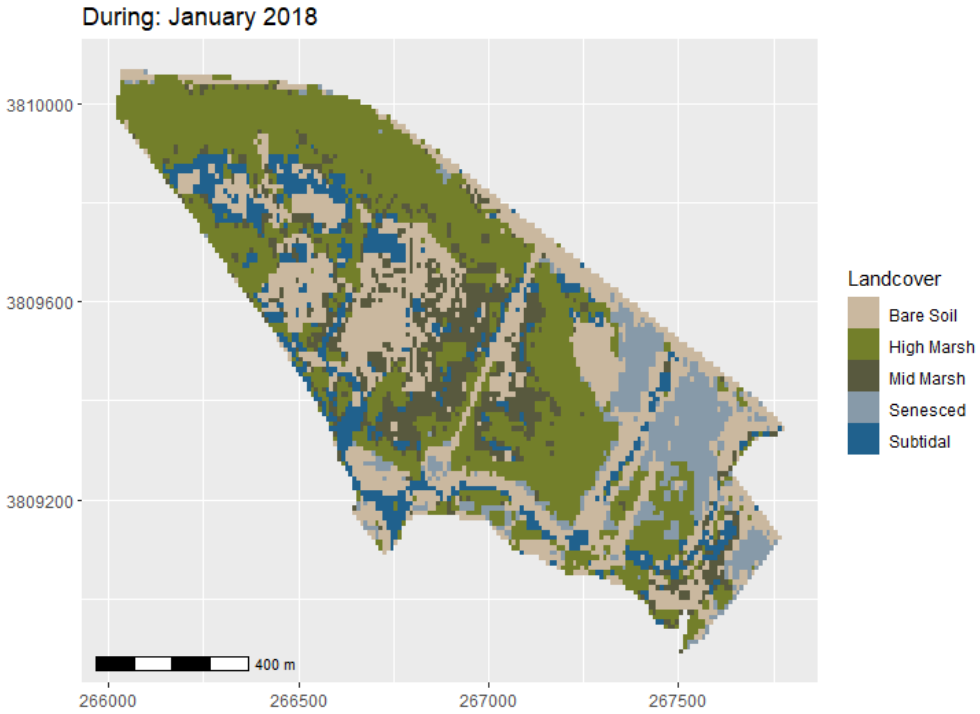 During: January 2018
3810000
3809600
3809200
266000
266500
267000
267500
400 m
Landcover
Bare Soil
High Marsh
Mid Marsh
Senesced
Subtidal